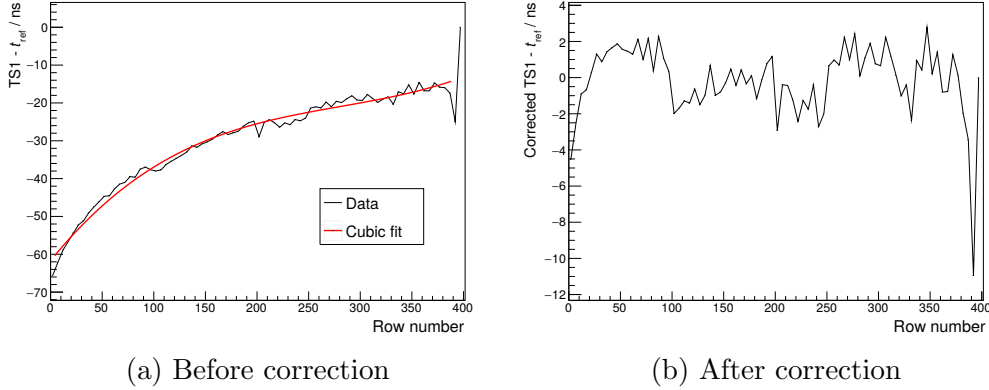 TS1 - t_ref / ns
0
−10
−20
−30
−40
−50
−60
−70
0 50 100 150 200 250 300 350 400
Row number
Data
Cubic fit
(a) Before correction
Corrected TS1 - t_ref / ns
4
2
0
−2
−4
−6
−8
−10
−12
0 50 100 150 200 250 300 350 400
Row number
(b) After correction